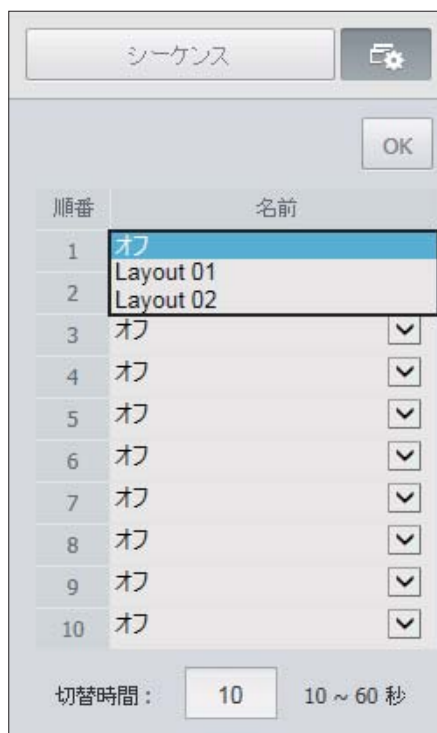 シーケンス
OK
順番 名前
1 オフ
Layout 01
2 Layout 02
3 オフ
4 オフ
5 オフ
6 オフ
7 オフ
8 オフ
9 オフ
10 オフ
切替時間 : 10 10 ~ 60 秒